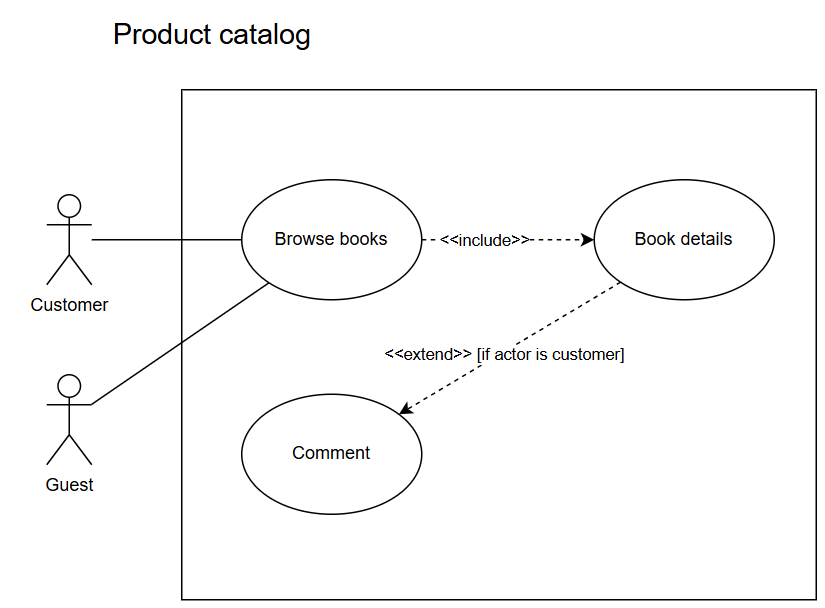 Product catalog
Browse books
<<include>>
Book details
Customer
<<extend>> [if actor is customer]
Comment
Guest